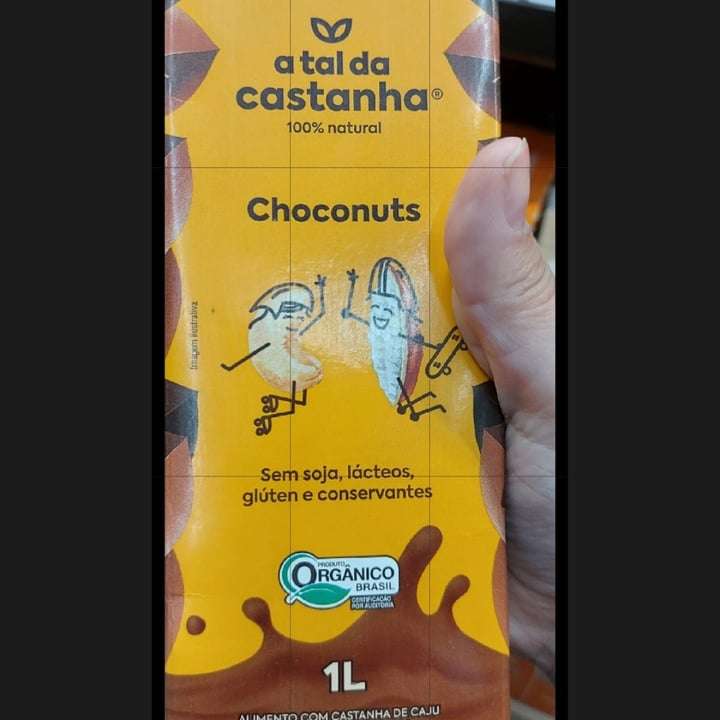 a tal da
castanha®
100% natural
Choconuts
Imagem ilustrativa
Sem soja, lácteos,
glúten e conservantes
PRODUTO
ORGÂNICO
BRASIL
CERTIFICAÇÃO
POR AUDITORIA
1L
ALIMENTO COM CASTANHA DE CAJU